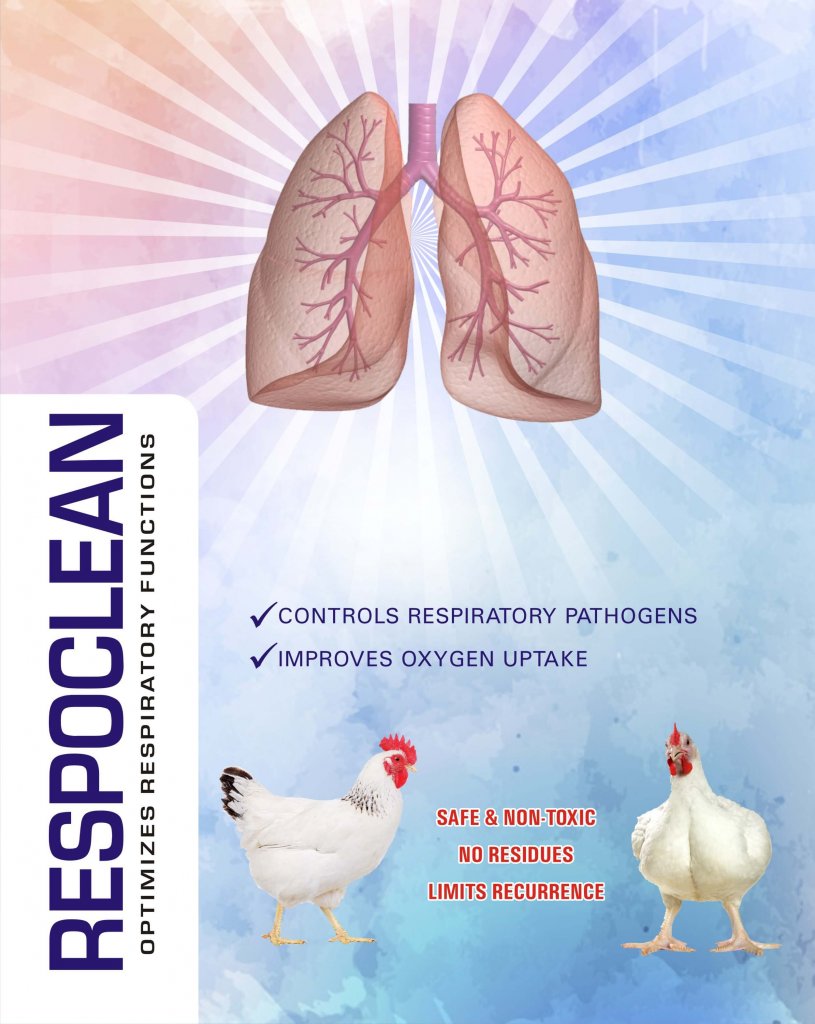 RESPOCLEAN
OPTIMIZES RESPIRATORY FUNCTIONS
CONTROLS RESPIRATORY PATHOGENS
IMPROVES OXYGEN UPTAKE
SAFE & NON-TOXIC
NO RESIDUES
LIMITS RECURRENCE